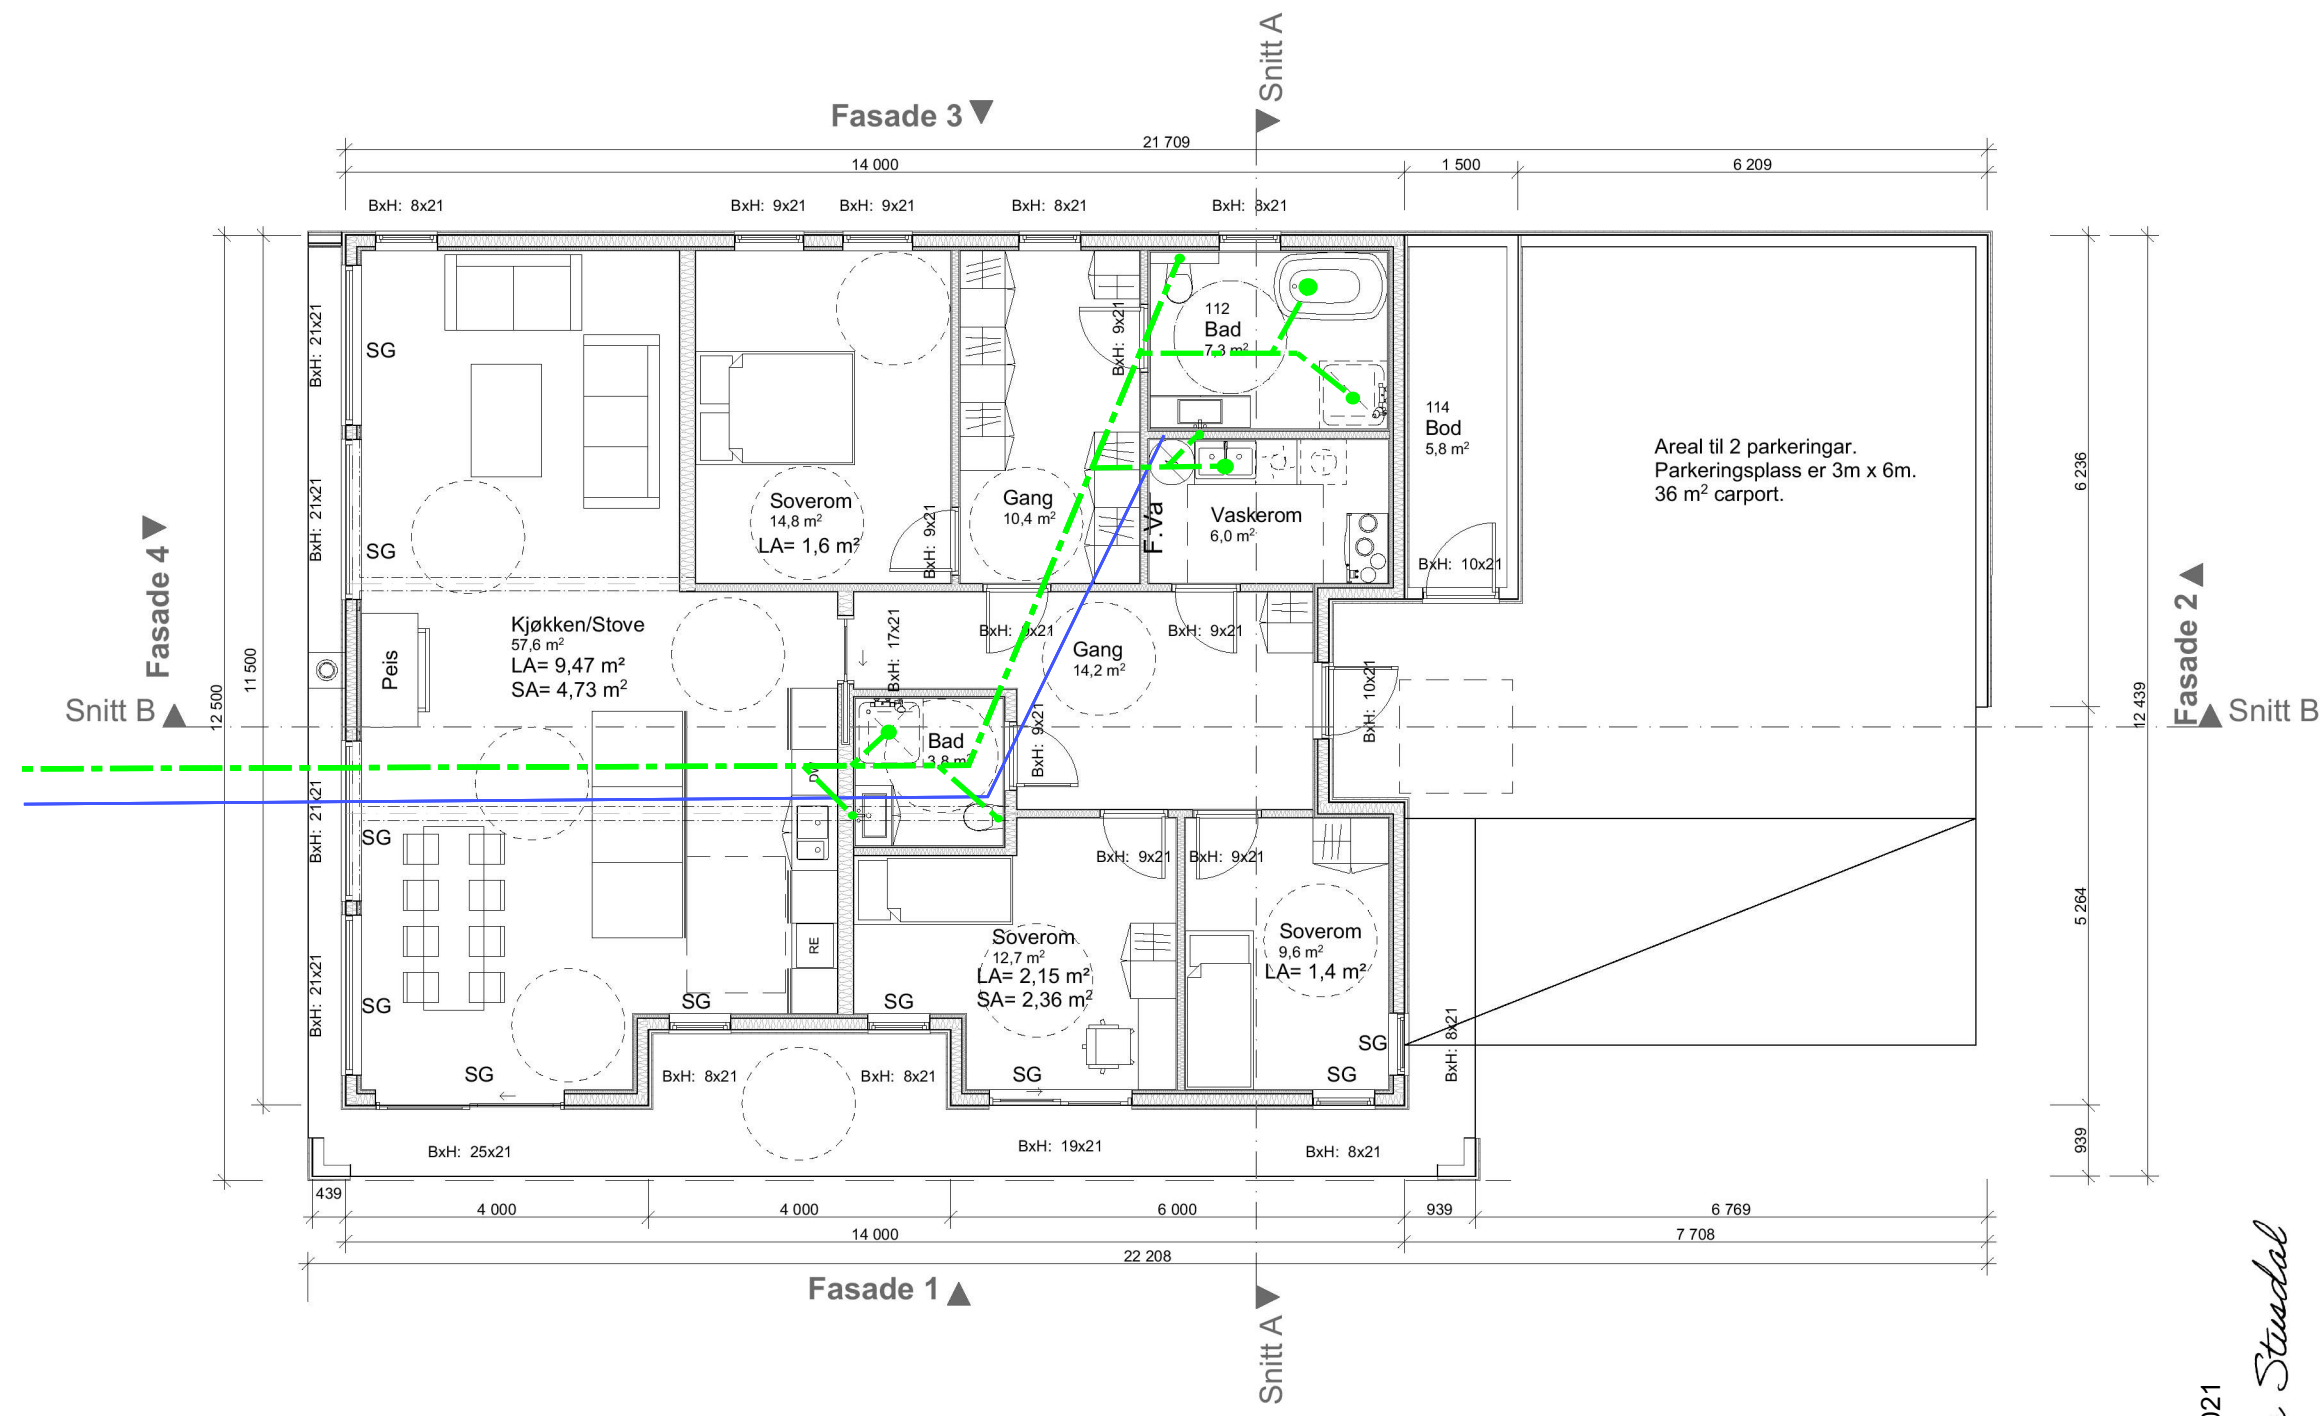 Snitt A
Fasade 3
21 709
14 000
1 500
6 209
BxH: 8x21
BxH: 9x21
BxH: 9x21
BxH: 8x21
BxH: 8x21
BxH: 21x21
SG
BxH: 9x21
112
Bad
7,3 m²
114
Bod
5,8 m²
Areal til 2 parkeringar.
Parkeringsplass er 3m x 6m.
36 m² carport.
6 236
BxH: 21x21
SG
Soverom
14,8 m²
LA= 1,6 m²
BxH: 9x21
Gang
10,4 m²
F.Va
Vaskerom
6,0 m²
BxH: 10x21
Fasade 4
Fasade 2
Kjøkken/Stove
57,6 m²
LA= 9,47 m²
SA= 4,73 m²
Peis
BxH: 17x21
BxH: 9x21
BxH: 9x21
Gang
14,2 m²
BxH: 10x21
11 500
12 500
12 439
Snitt B
Snitt B
Bad
3,8 m²
BxH: 9x21
DW
BxH: 21x21
SG
BxH: 9x21
BxH: 9x21
RE
Soverom
12,7 m²
LA= 2,15 m²
SA= 2,36 m²
Soverom
9,6 m²
LA= 1,4 m²
5 264
BxH: 21x21
SG
SG
SG
SG
BxH: 8x21
SG
BxH: 8x21
BxH: 8x21
SG
SG
BxH: 25x21
BxH: 19x21
BxH: 8x21
939
439
4 000
4 000
6 000
939
6 769
14 000
7 708
22 208
Fasade 1
Snitt A
Stusdal
021